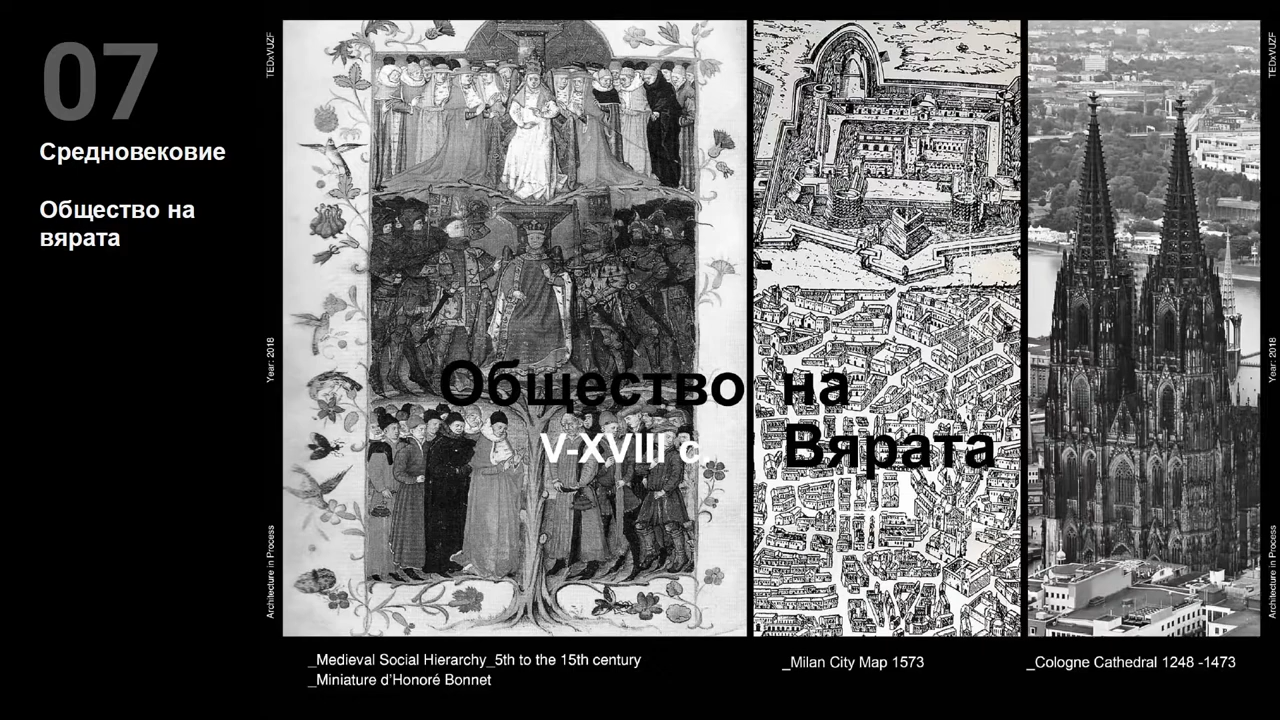 07
Средновековие
Общество на
вярата
TEDxVUZF
Year: 2018
Architecture in Process
Общество на
V-XVIII с. Вярата
TEDxVUZF
Year: 2018
Architecture in Process
_Medieval Social Hierarchy_5th to the 15th century
_Miniature d'Honoré Bonnet
_Milan City Map 1573
_Cologne Cathedral 1248 -1473